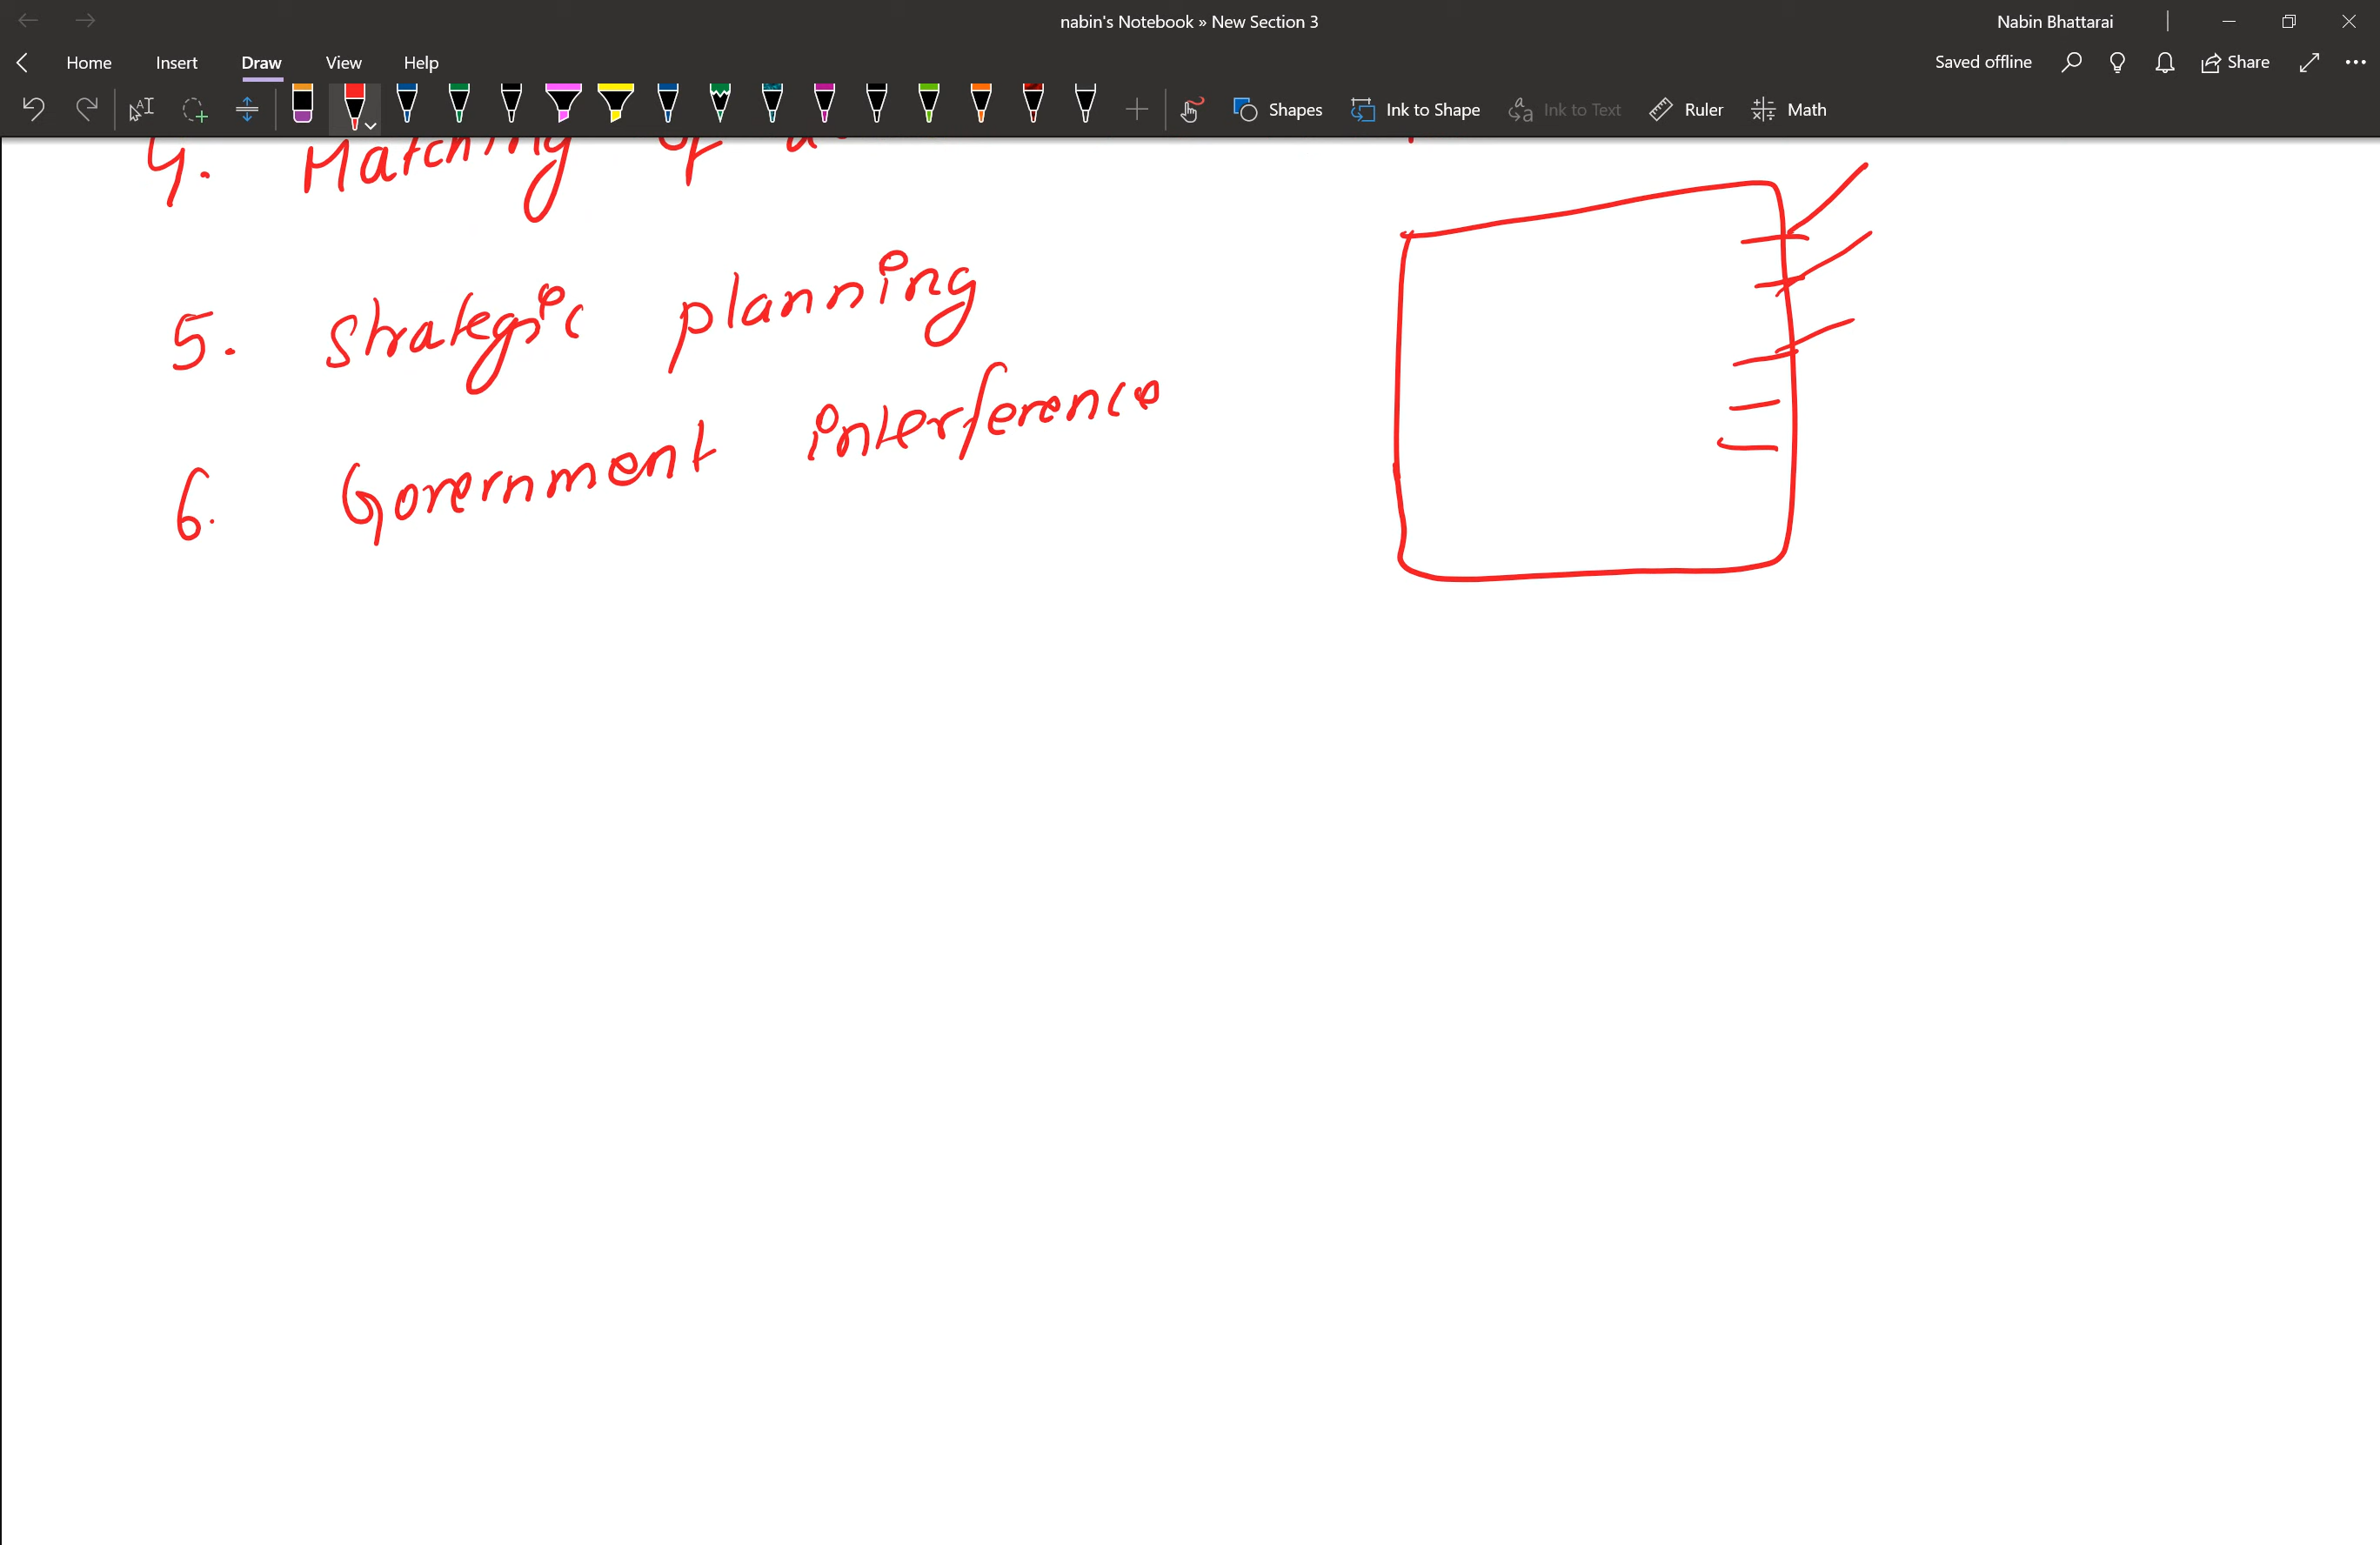 nabin's Notebook » New Section 3
Nabin Bhattarai
Home Insert Draw View Help
Saved offline
Share
Shapes
Ink to Shape
Ink to Text
Ruler
Math
4. Matching of
5. Strategic planning
6. Government interference